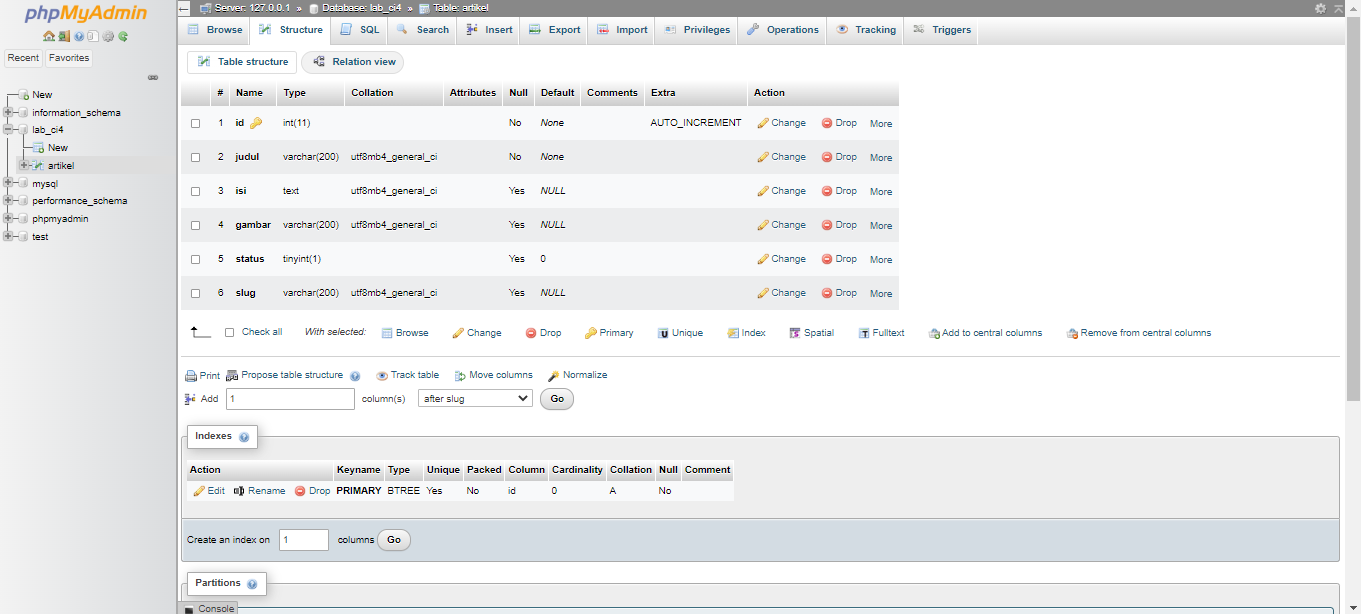 phpMyAdmin
Recent Favorites
New
information_schema
lab_ci4
New
artikel
mysql
performance_schema
phpmyadmin
test
Server: 127.0.0.1 » Database: lab_ci4 » Table: artikel
Browse Structure SQL Search Insert Export Import Privileges Operations Tracking Triggers
Table structure Relation view
# Name Type Collation Attributes Null Default Comments Extra Action
1 id int(11) No None AUTO_INCREMENT Change Drop More
2 judul varchar(200) utf8mb4_general_ci No None Change Drop More
3 isi text utf8mb4_general_ci Yes NULL Change Drop More
4 gambar varchar(200) utf8mb4_general_ci Yes NULL Change Drop More
5 status tinyint(1) Yes 0 Change Drop More
6 slug varchar(200) utf8mb4_general_ci Yes NULL Change Drop More
Check all With selected: Browse Change Drop Primary Unique Index Spatial Fulltext Add to central columns Remove from central columns
Print Propose table structure Track table Move columns Normalize
Add 1 column(s) after slug Go
Indexes
Action Keyname Type Unique Packed Column Cardinality Collation Null Comment
Edit Rename Drop PRIMARY BTREE Yes No id 0 A No
Create an index on 1 columns Go
Partitions
Console